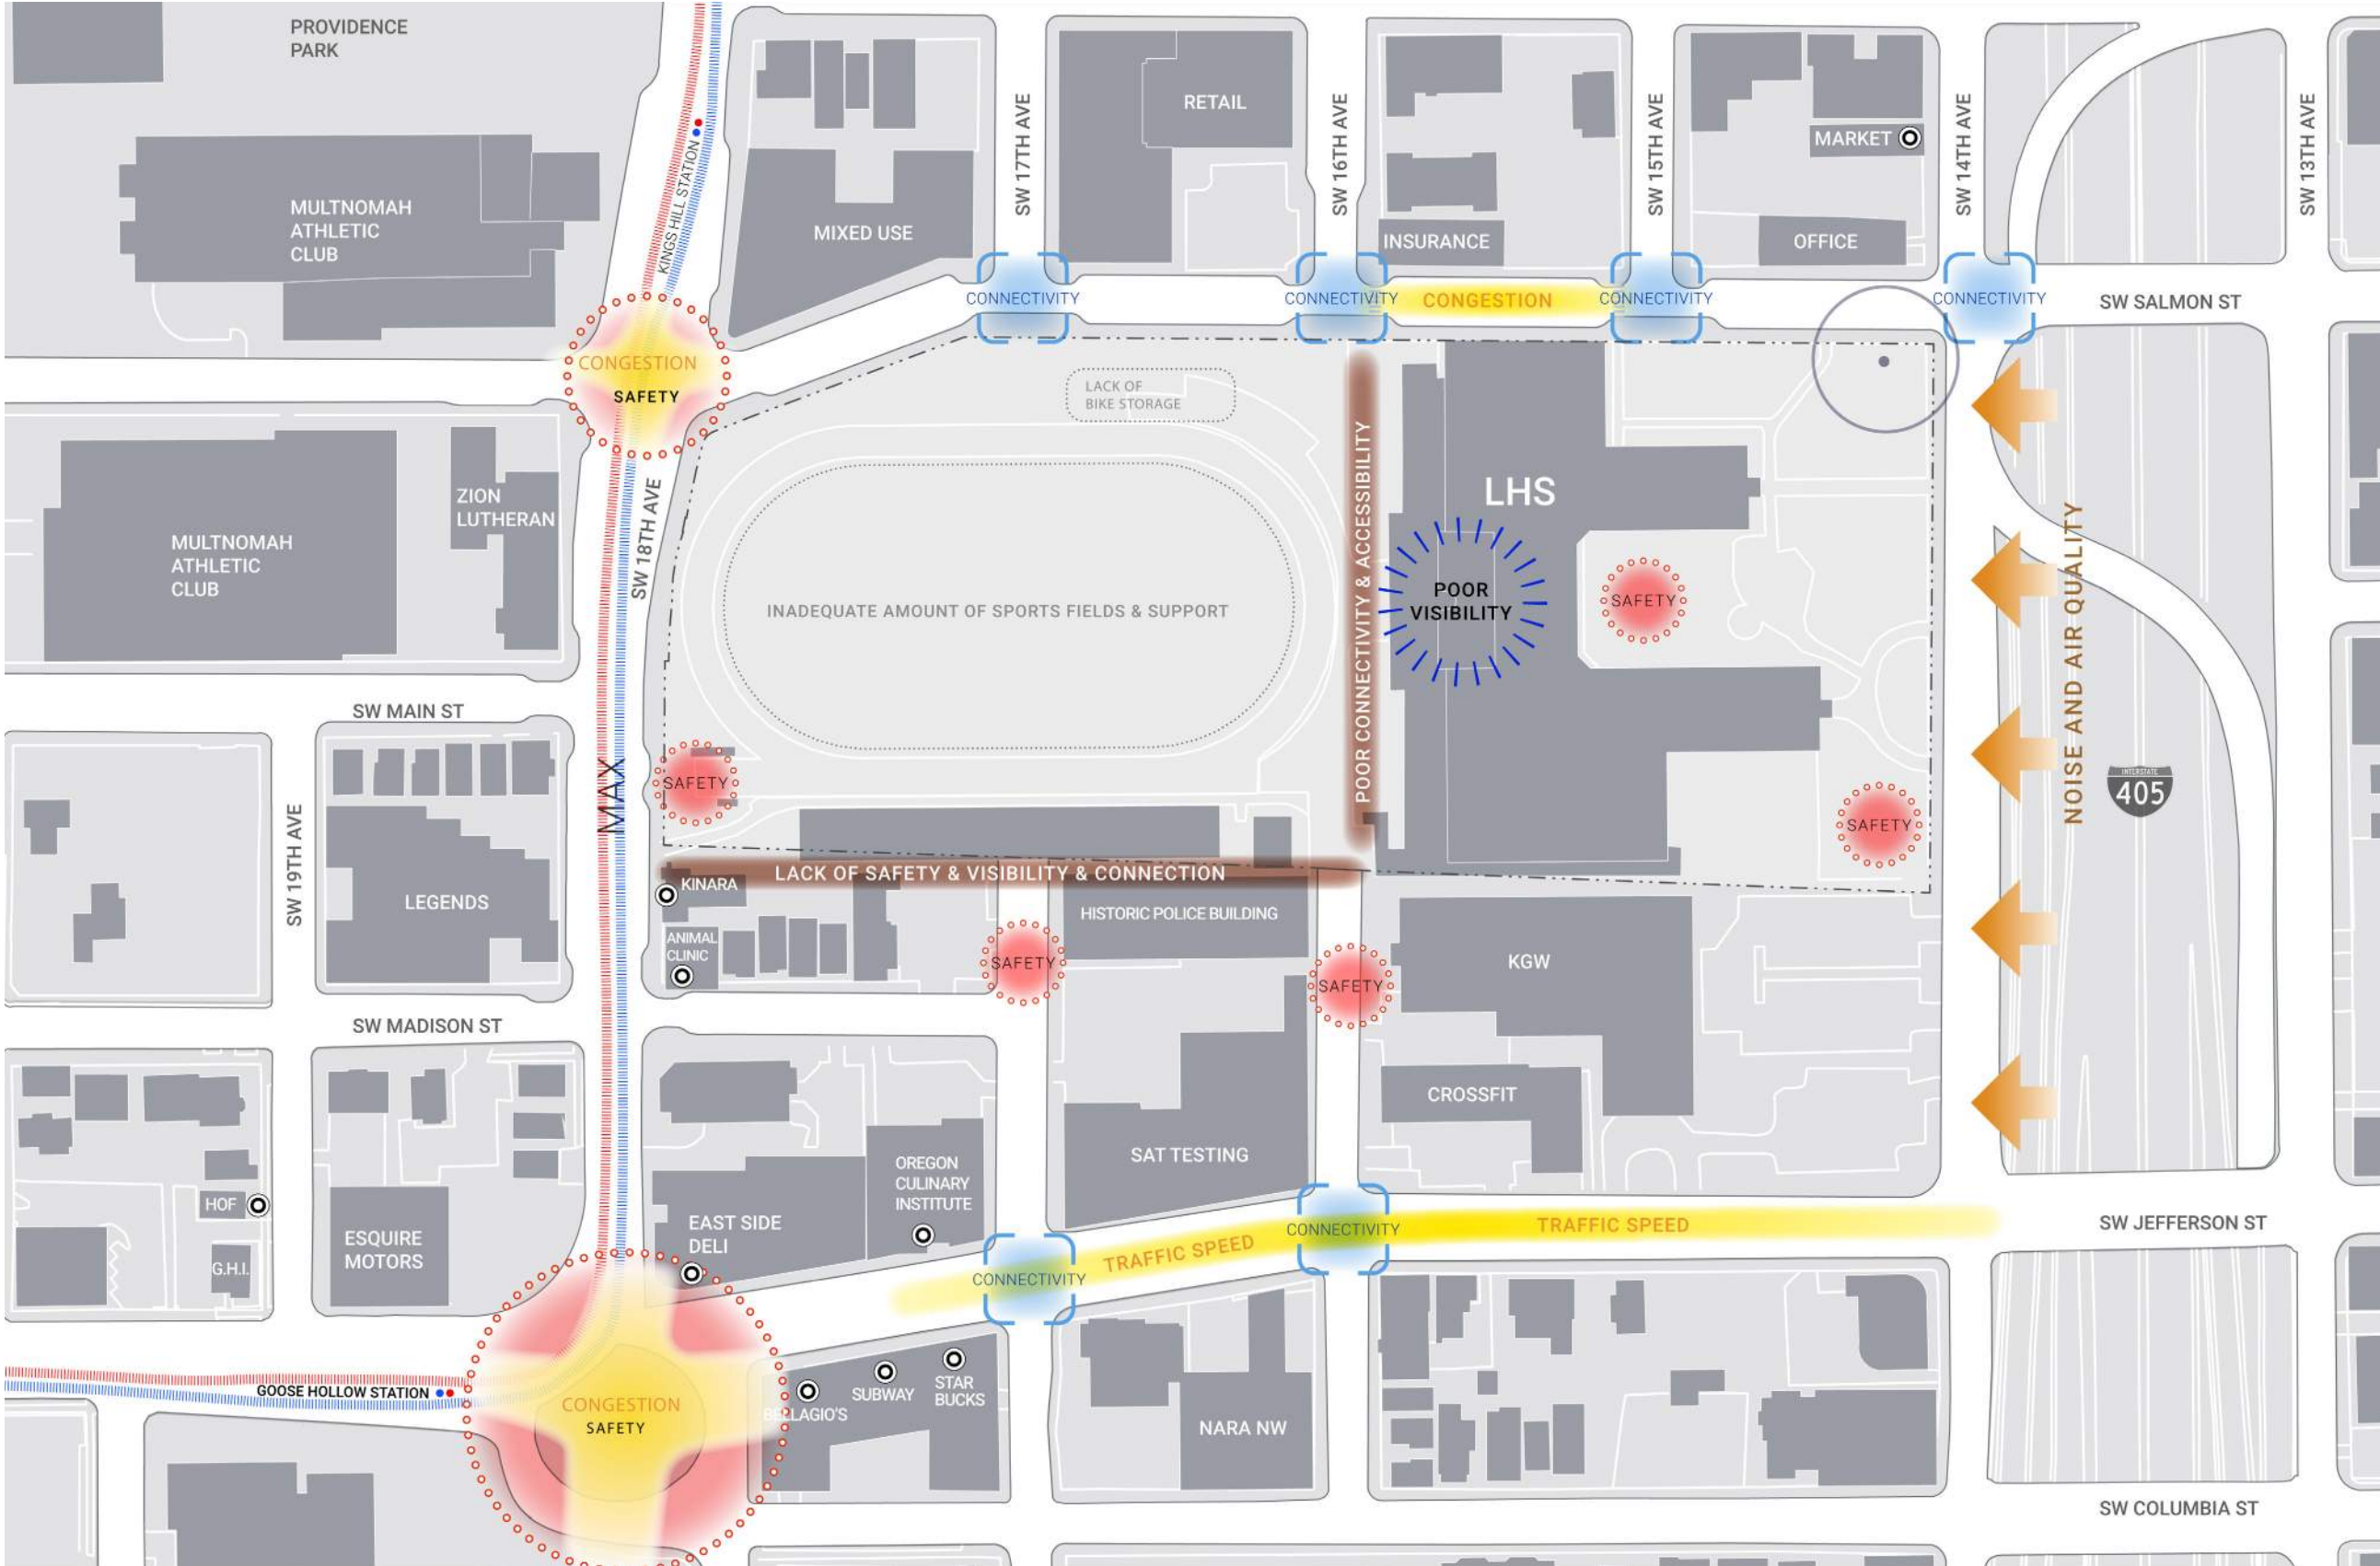 PROVIDENCE
PARK
MULTNOMAH
ATHLETIC
CLUB
KINGS HILL STATION
MIXED USE
SW 17TH AVE
RETAIL
SW 16TH AVE
INSURANCE
SW 15TH AVE
MARKET
OFFICE
SW 14TH AVE
SW 13TH AVE
CONNECTIVITY
CONNECTIVITY
CONGESTION
CONNECTIVITY
CONNECTIVITY
SW SALMON ST
CONGESTION
SAFETY
LACK OF
BIKE STORAGE
MULTNOMAH
ATHLETIC
CLUB
ZION
LUTHERAN
SW 18TH AVE
INADEQUATE AMOUNT OF SPORTS FIELDS & SUPPORT
POOR CONNECTIVITY & ACCESSIBILITY
LHS
POOR
VISIBILITY
SAFETY
NOISE AND AIR QUALITY
INTERSTATE
405
SW MAIN ST
MAX
SAFETY
SAFETY
SW 19TH AVE
LEGENDS
KINARA
LACK OF SAFETY & VISIBILITY & CONNECTION
ANIMAL
CLINIC
HISTORIC POLICE BUILDING
SAFETY
SAFETY
KGW
SW MADISON ST
CROSSFIT
SAT TESTING
OREGON
CULINARY
INSTITUTE
HOF
ESQUIRE
MOTORS
G.H.I.
EAST SIDE
DELI
CONNECTIVITY
TRAFFIC SPEED
CONNECTIVITY
TRAFFIC SPEED
SW JEFFERSON ST
GOOSE HOLLOW STATION
CONGESTION
SAFETY
BELLAGIO'S
SUBWAY
STAR
BUCKS
NARA NW
SW COLUMBIA ST